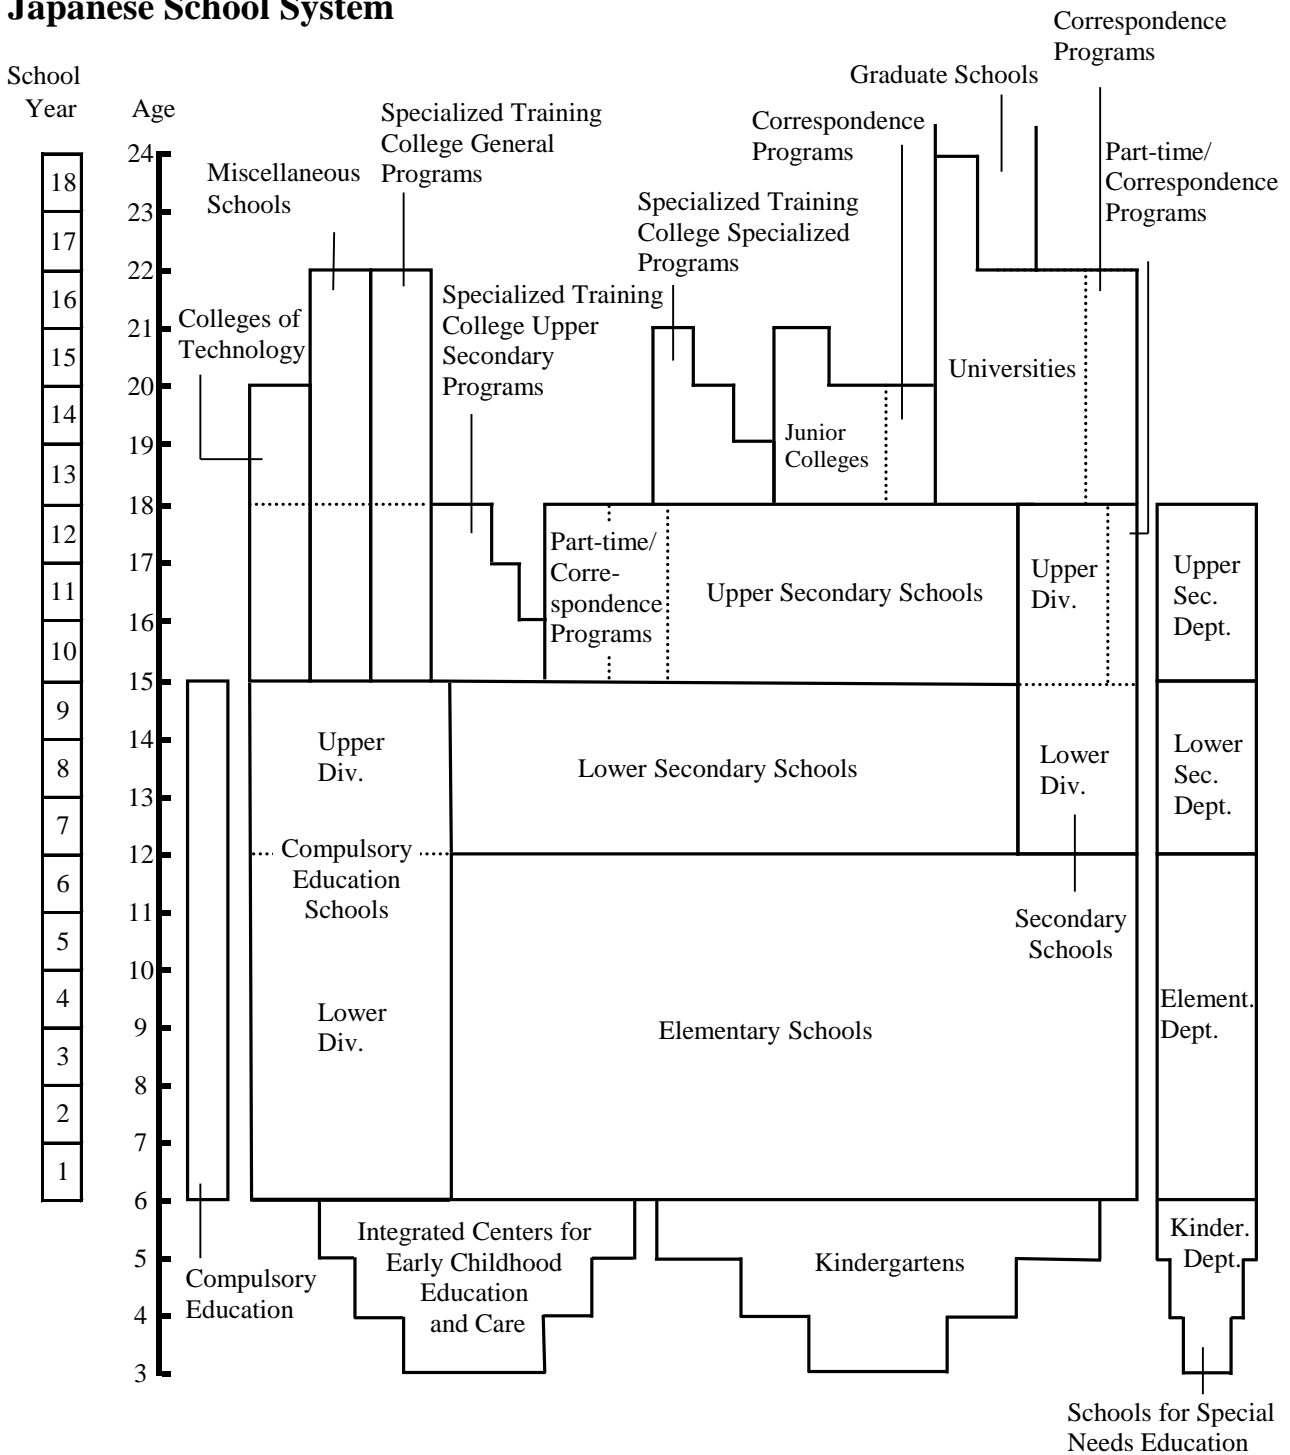 Japanese School System
School
Year
Age
Correspondence
Programs
Graduate Schools
Specialized Training
College General
Programs
Correspondence
Programs
Part-time/
Correspondence
Programs
Miscellaneous
Schools
Specialized Training
College Specialized
Programs
Specialized Training
College Upper
Secondary
Programs
Colleges of
Technology
Universities
Junior
Colleges
18
17
16
15
14
13
12
11
10
9
8
7
6
5
4
3
2
1
24
23
22
21
20
19
18
17
16
15
14
13
12
11
10
9
8
7
6
5
4
3
Part-time/
Corre-
spondence
Programs
Upper Secondary Schools
Upper
Div.
Upper
Sec.
Dept.
Upper
Div.
Lower Secondary Schools
Lower
Div.
Lower
Sec.
Dept.
Compulsory
Education
Schools
Secondary
Schools
Lower
Div.
Elementary Schools
Element.
Dept.
Integrated Centers for
Early Childhood
Education
and Care
Kindergartens
Kinder.
Dept.
Compulsory
Education
Schools for Special
Needs Education